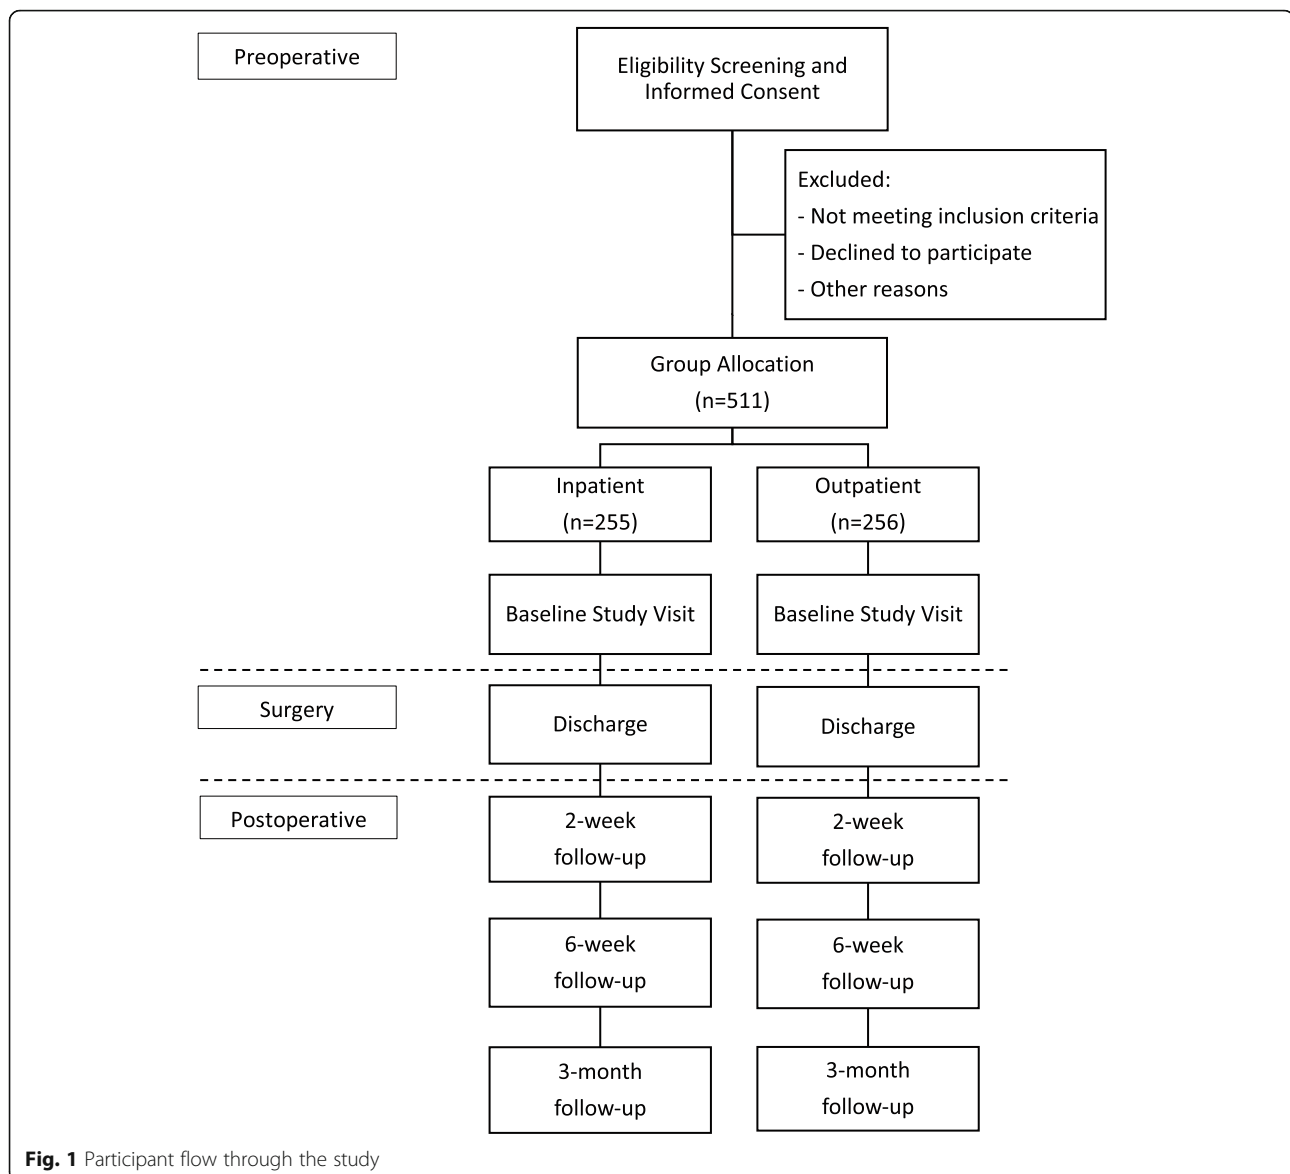 Preoperative
Eligibility Screening and
Informed Consent
Excluded:
- Not meeting inclusion criteria
- Declined to participate
- Other reasons
Group Allocation
(n=511)
Inpatient
(n=255)
Outpatient
(n=256)
Baseline Study Visit
Baseline Study Visit
Surgery
Discharge
Discharge
Postoperative
2-week
follow-up
2-week
follow-up
6-week
follow-up
6-week
follow-up
3-month
follow-up
3-month
follow-up
Fig. 1 Participant flow through the study